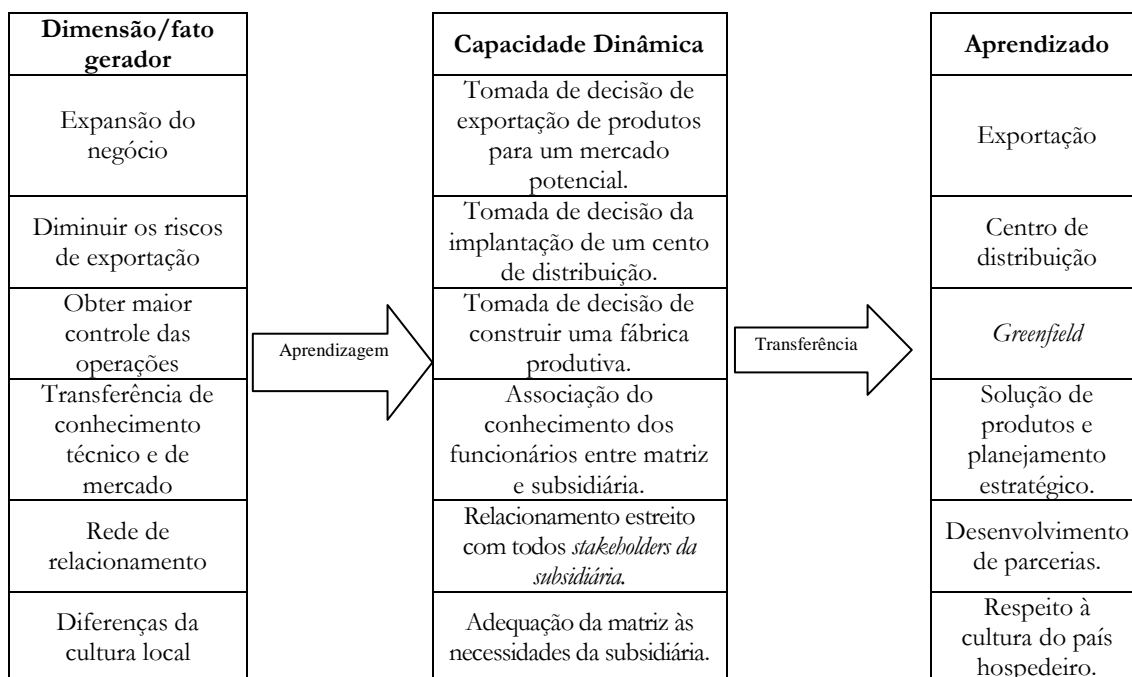 Dimensão/fato
gerador
Expansão do
negócio
Diminuir os riscos
de exportação
Obter maior
controle das
operações
Transferência de
conhecimento
técnico e de
mercado
Rede de
relacionamento
Diferenças da
cultura local
Aprendizagem
Capacidade Dinâmica
Tomada de decisão de
exportação de produtos
para um mercado
potencial.
Tomada de decisão da
implantação de um cento
de distribuição.
Tomada de decisão de
construir uma fábrica
produtiva.
Associação do
conhecimento dos
funcionários entre matriz
e subsidiária.
Relacionamento estreito
com todos stakeholders da
subsidiária.
Adequação da matriz às
necessidades da subsidiária.
Transferência
Aprendizado
Exportação
Centro de
distribuição
Greenfield
Solução de
produtos e
planejamento
estratégico.
Desenvolvimento
de parcerias.
Respeito à
cultura do país
hospedeiro.